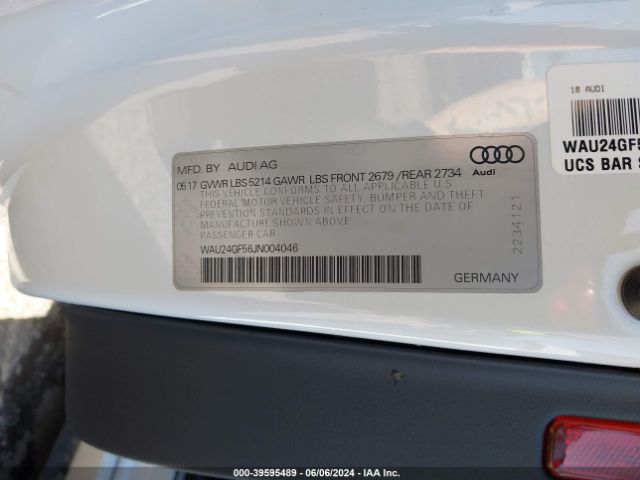 MFD. BY AUDI AG
Audi
0517 GVWR LBS 5214 GAWR LBS FRONT 2679 /REAR 2734
THIS VEHICLE CONFORMS TO ALL APPLICABLE U.S
FEDERAL MOTOR VEHICLE SAFETY, BUMPER AND THEFT
PREVENTION STANDARDS IN EFFECT ON THE DATE OF
MANUFACTURE SHOWN ABOVE
PASSENGER CAR
WAU24GF56JN004046
GERMANY
2234121
18 AUDI
WAU24GF5
UCS BAR S
000-39595489 - 06/06/2024 - IAA Inc.